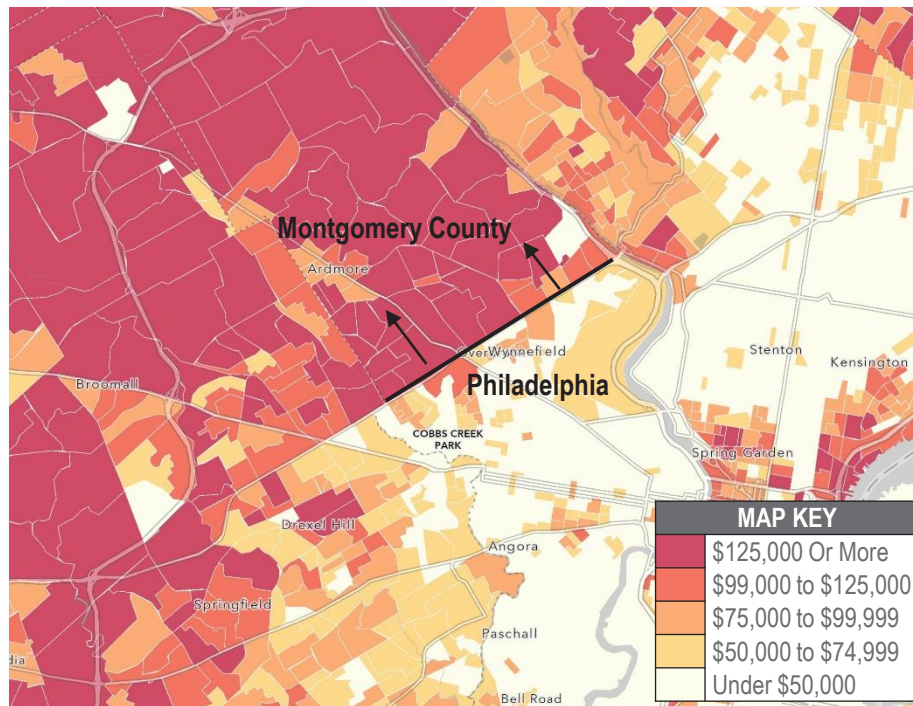 Montgomery County
Ardmore
Wynnefield
Stenton
Broomall
Philadelphia
Kensington
COBBS CREEK
PARK
Spring Garden
Drexel Hill
Angora
Springfield
Paschall
Bell Road
MAP KEY
$125,000 Or More
$99,000 to $125,000
$75,000 to $99,999
$50,000 to $74,999
Under $50,000